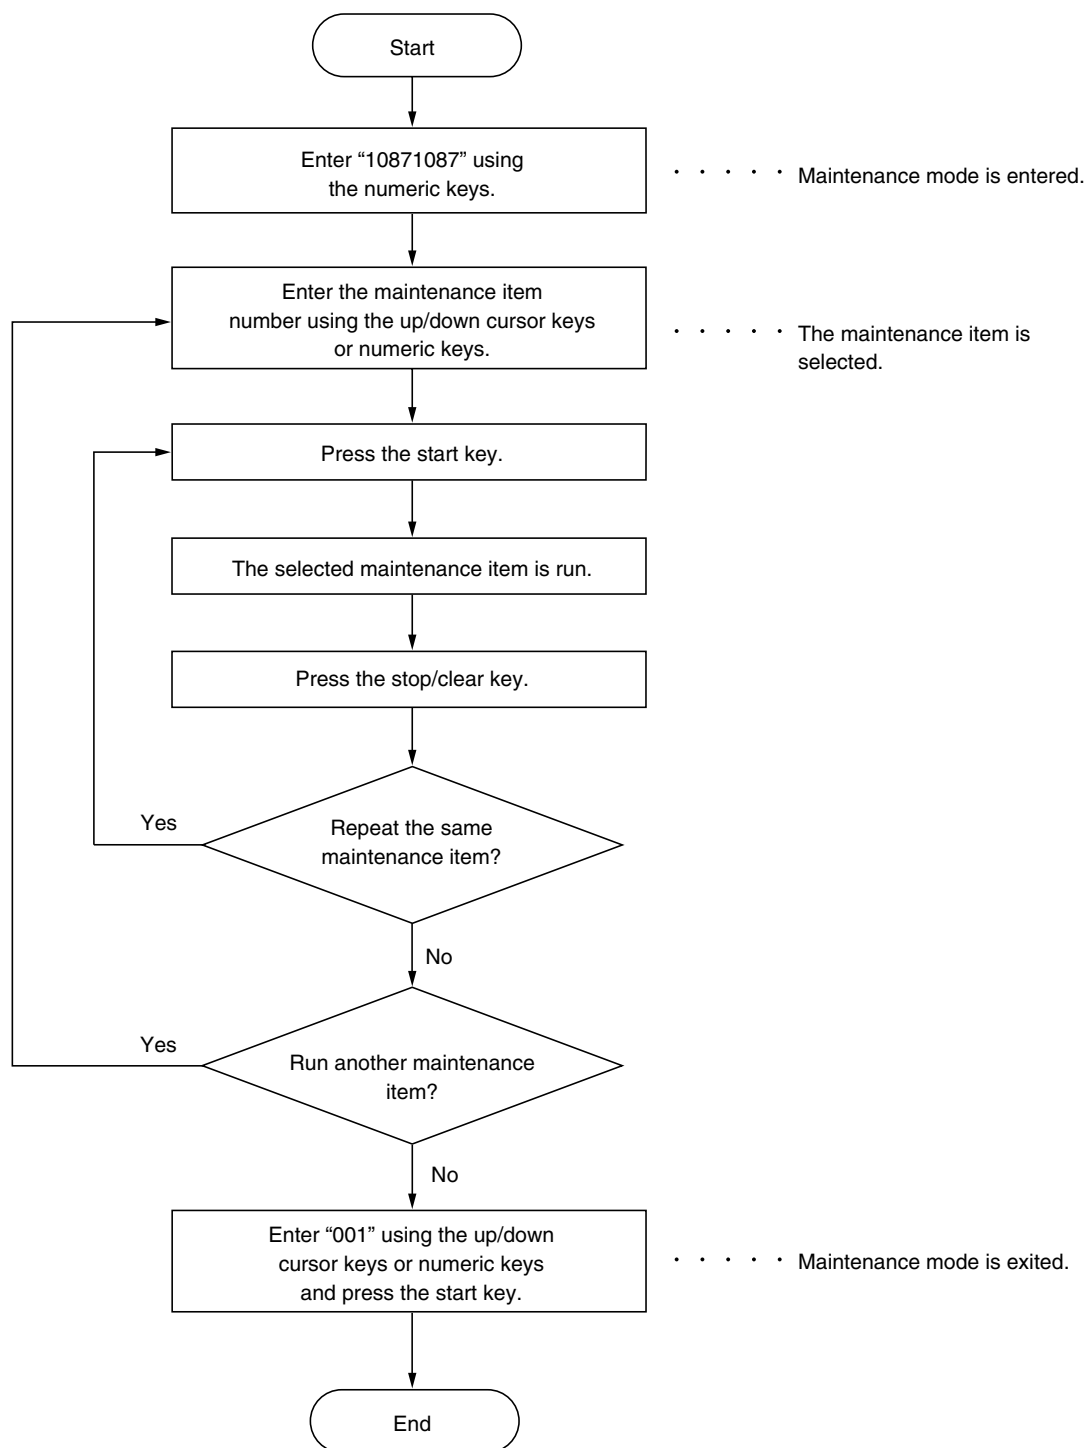 Start
Enter “10871087” using
the numeric keys.
Maintenance mode is entered.
Enter the maintenance item
number using the up/down cursor keys
or numeric keys.
The maintenance item is
selected.
Press the start key.
The selected maintenance item is run.
Press the stop/clear key.
Yes
Repeat the same
maintenance item?
No
Yes
Run another maintenance
item?
No
Enter “001” using the up/down
cursor keys or numeric keys
and press the start key.
Maintenance mode is exited.
End